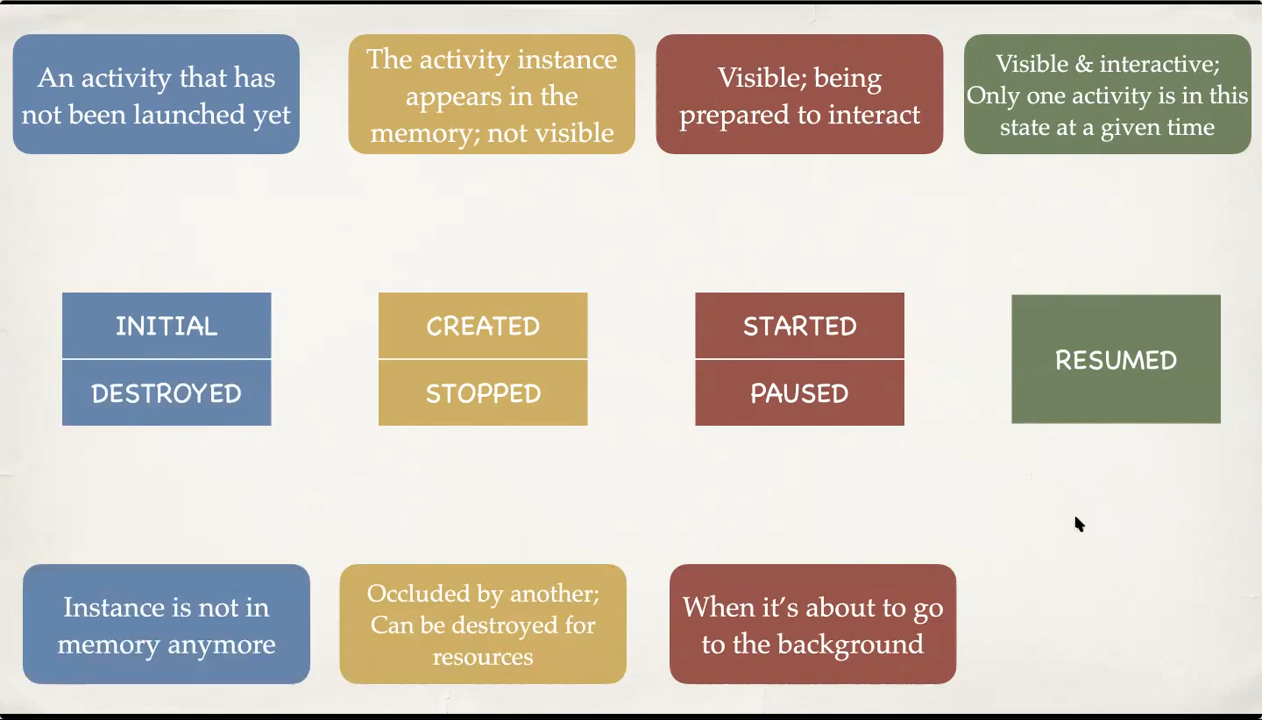 An activity that has
not been launched yet
The activity instance
appears in the
memory; not visible
Visible; being
prepared to interact
Visible & interactive;
Only one activity is in this
state at a given time
INITIAL
DESTROYED
CREATED
STOPPED
STARTED
PAUSED
RESUMED
Instance is not in
memory anymore
Occluded by another;
Can be destroyed for
resources
When it’s about to go
to the background